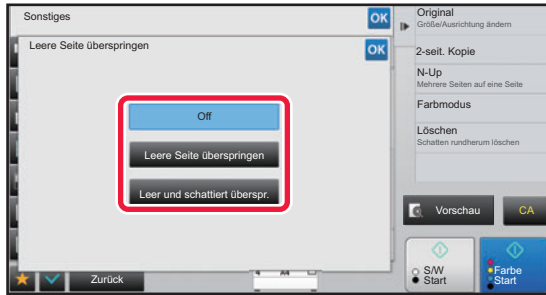 Sonstiges
OK
Leere Seite überspringen
OK
Off
Leere Seite überspringen
Leer und schattiert überspr.
Zurück
A4
Original
Größe/Ausrichtung ändern
2-seit. Kopie
N-Up
Mehrere Seiten auf eine Seite
Farbmodus
Löschen
Schatten rundherum löschen
Vorschau
CA
S/W
Start
Farbe
Start